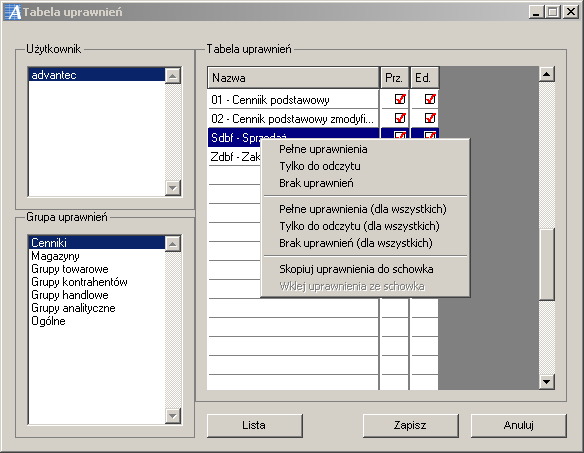 Tabela uprawnień
Użytkownik
advantec
Grupa uprawnień
Cenniki
Magazyny
Grupy towarowe
Grupy kontrahentów
Grupy handlowe
Grupy analityczne
Ogólne
Tabela uprawnień
Nazwa Prz. Ed.
01 - Cennik podstawowy
02 - Cennik podstawowy zmodyfi...
Sdbf - Sprzedaż
Zdbf - Zak
Pełne uprawnienia
Tylko do odczytu
Brak uprawnień
Pełne uprawnienia (dla wszystkich)
Tylko do odczytu (dla wszystkich)
Brak uprawnień (dla wszystkich)
Skopiuj uprawnienia do schowka
Wklej uprawnienia ze schowka
Lista Zapisz Anuluj